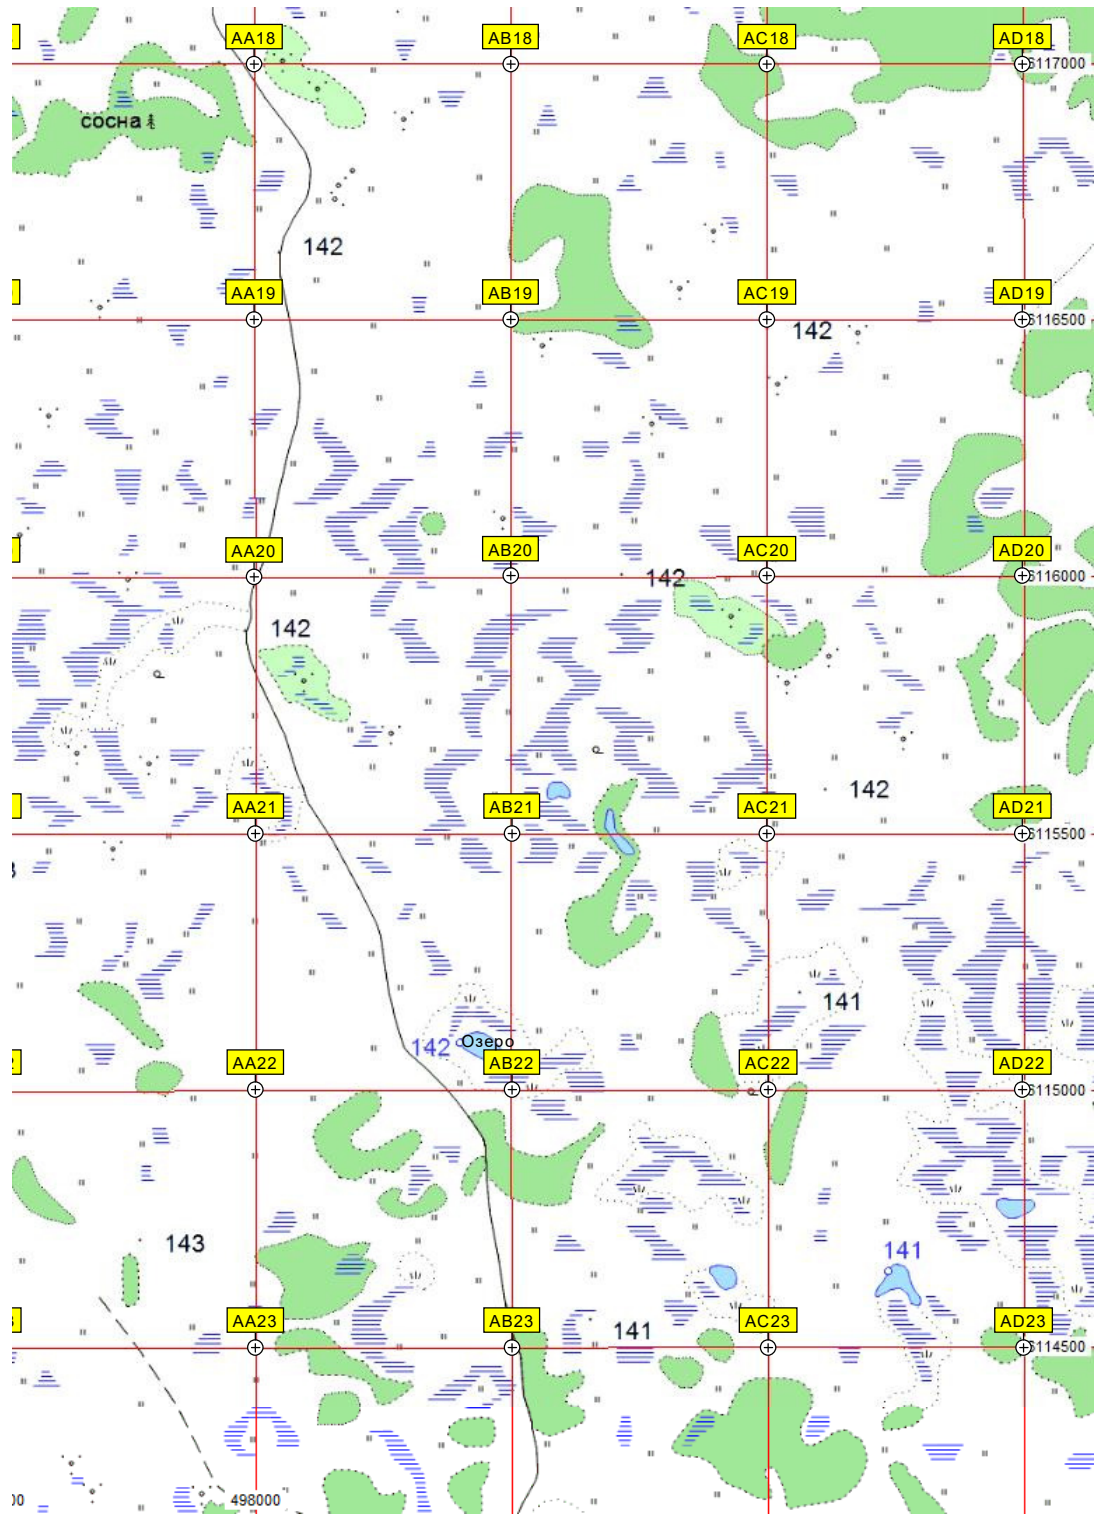 AA18
AB18
AC18
AD18
6117000
сосна
142
AA19
AB19
AC19
AD19
6116500
142
AA20
AB20
AC20
AD20
142
6116000
142
142
AA21
AB21
AC21
AD21
6115500
141
142
Озеро
AA22
AB22
AC22
AD22
6115000
143
141
AA23
AB23
AC23
AD23
141
6114500
498000